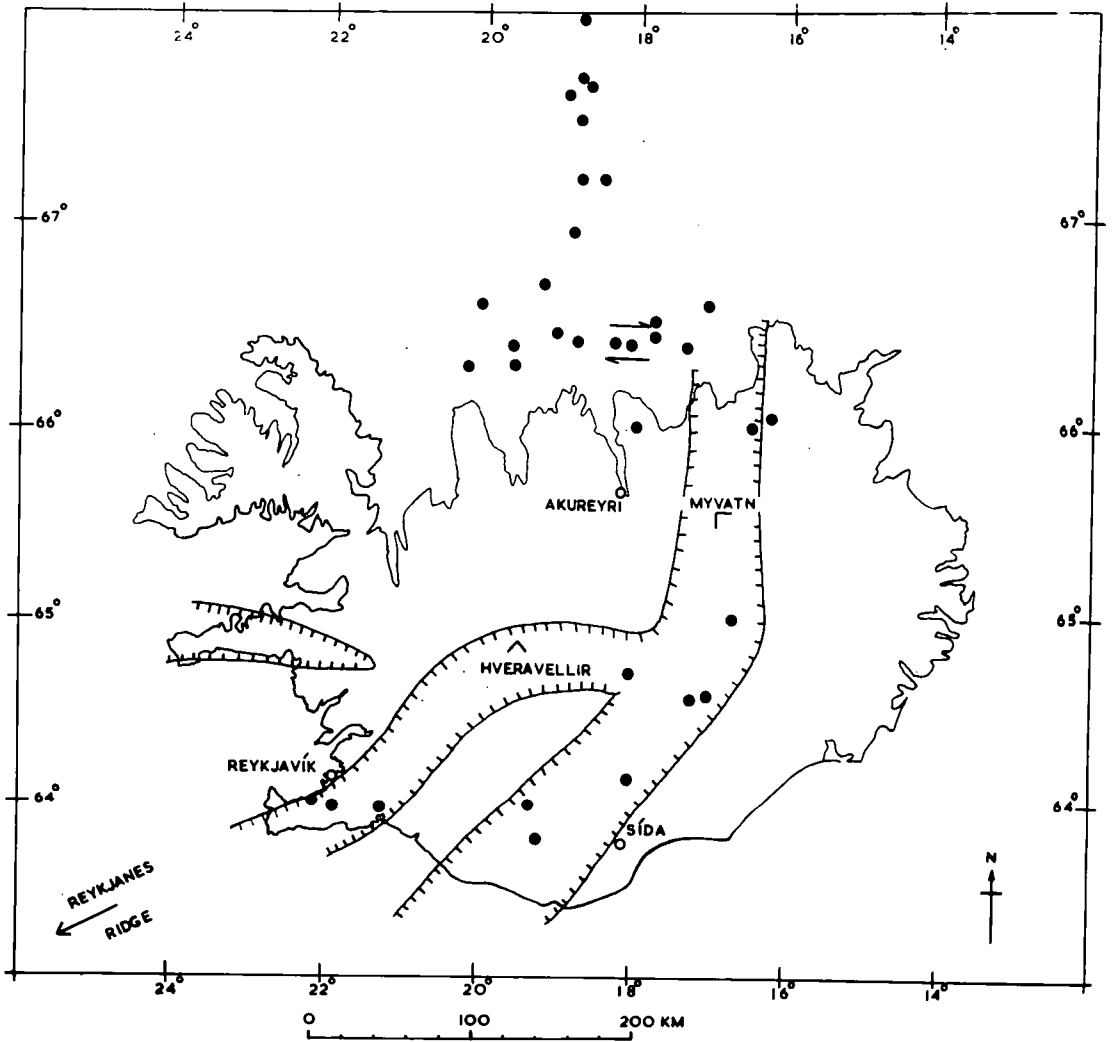 24° 20° 18° 16° 14°
67° 67°
66° 66°
AKUREYRI MYVATN
65° 65°
HVERAVELLIR
REYKJAVÍK
64° 64°
SÍDA
N
REYKJANES
RIDGE
24° 22° 20° 18° 16° 14°
0 100 200 KM